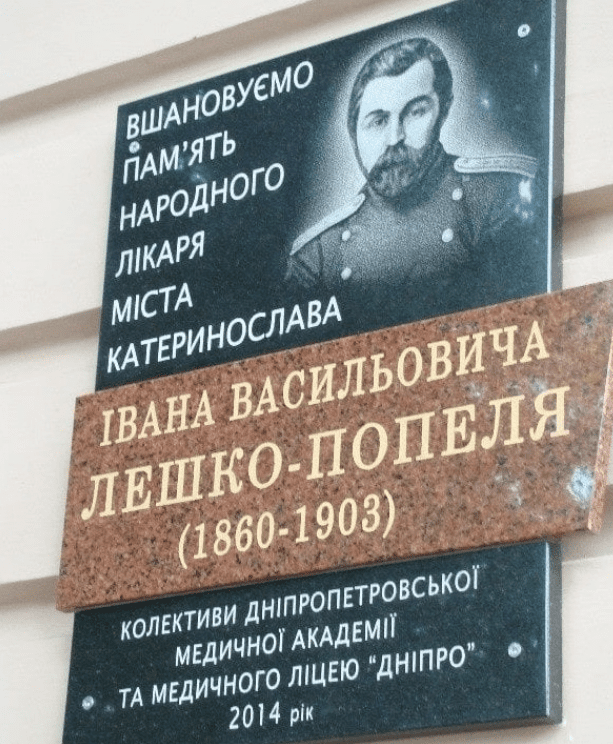 ВШАНОВУЄМО
ПАМ'ЯТЬ
НАРОДНОГО
ЛІКАРЯ
МІСТА
КАТЕРИНОСЛАВА
ІВАНА ВАСИЛЬОВИЧА
ЛЕШКО-ПОПЕЛЯ
(1860-1903)
КОЛЕКТИВИ ДНІПРОПЕТРОВСЬКОЇ
МЕДИЧНОЇ АКАДЕМІЇ
ТА МЕДИЧНОГО ЛІЦЕЮ "ДНІПРО"
2014 рік